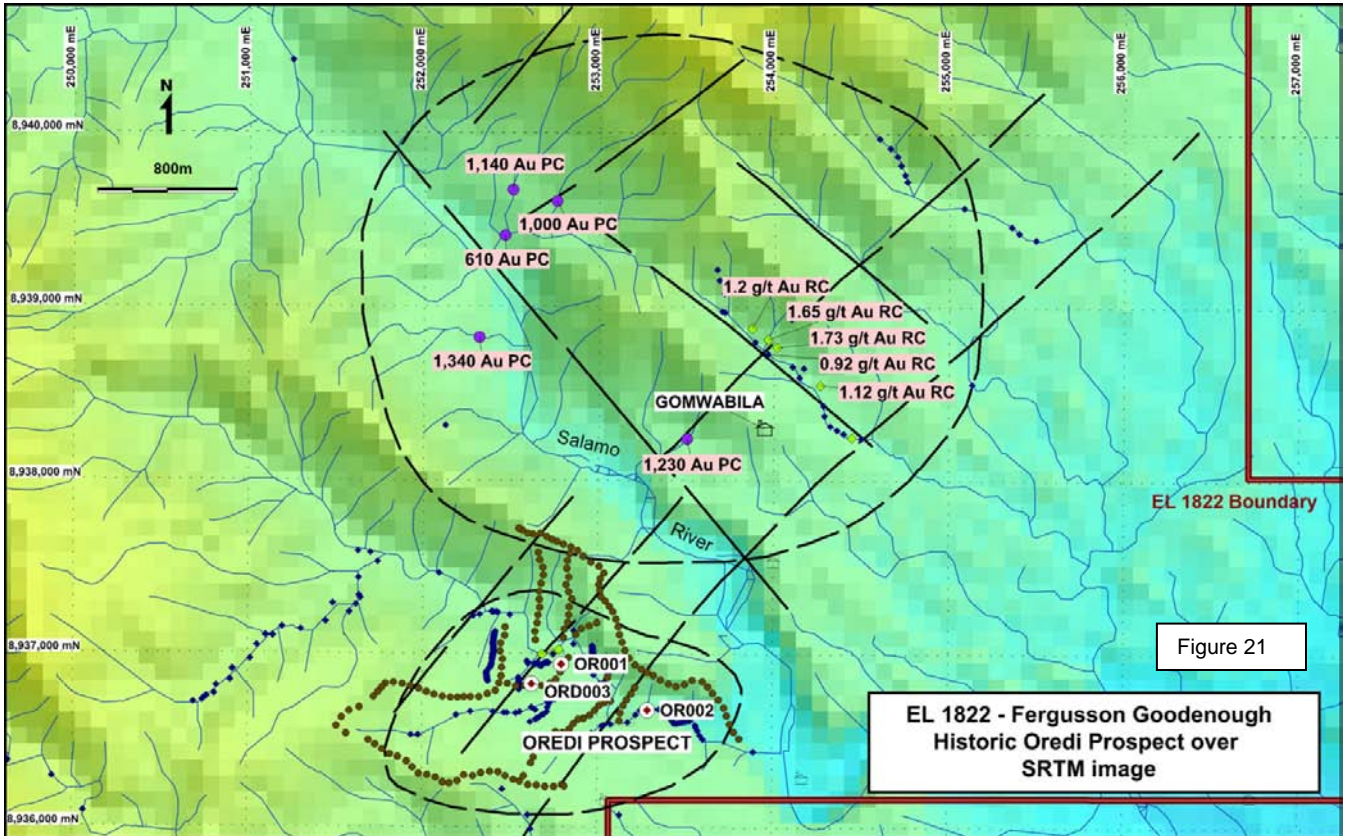 250,000 mE
251,000 mE
252,000 mE
253,000 mE
254,000 mE
255,000 mE
256,000 mE
257,000 mE
N
8,940,000 mN
800m
1,140 Au PC
1,000 Au PC
610 Au PC
8,939,000 mN
1.2 g/t Au RC
1.65 g/t Au RC
1.73 g/t Au RC
0.92 g/t Au RC
1.12 g/t Au RC
1,340 Au PC
GOMWABILA
Salamo
1,230 Au PC
8,938,000 mN
EL 1822 Boundary
River
8,937,000 mN
Figure 21
OR001
ORD003
OR002
OREDI PROSPECT
EL 1822 - Fergusson Goodenough
Historic Oredi Prospect over
SRTM image
8,936,000 mN